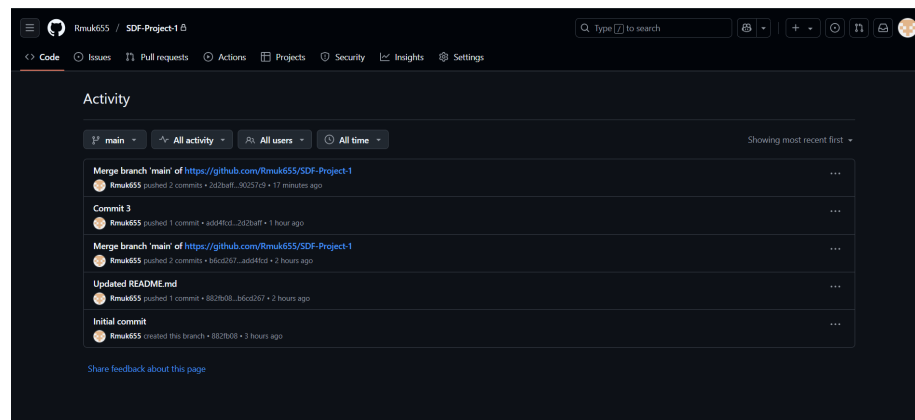 Rmuk655 / SDF-Project-1
Type / to search
Code Issues Pull requests Actions Projects Security Insights Settings
Activity
main All activity All users All time Showing most recent first
Merge branch 'main' of https://github.com/Rmuk655/SDF-Project-1
Rmuk655 pushed 2 commits • 2d2baff...90257c9 • 17 minutes ago
Commit 3
Rmuk655 pushed 1 commit • add4fcd...2d2baff • 1 hour ago
Merge branch 'main' of https://github.com/Rmuk655/SDF-Project-1
Rmuk655 pushed 2 commits • b6cd267...add4fcd • 2 hours ago
Updated README.md
Rmuk655 pushed 1 commit • 882fb08...b6cd267 • 2 hours ago
Initial commit
Rmuk655 created this branch • 882fb08 • 3 hours ago
Share feedback about this page